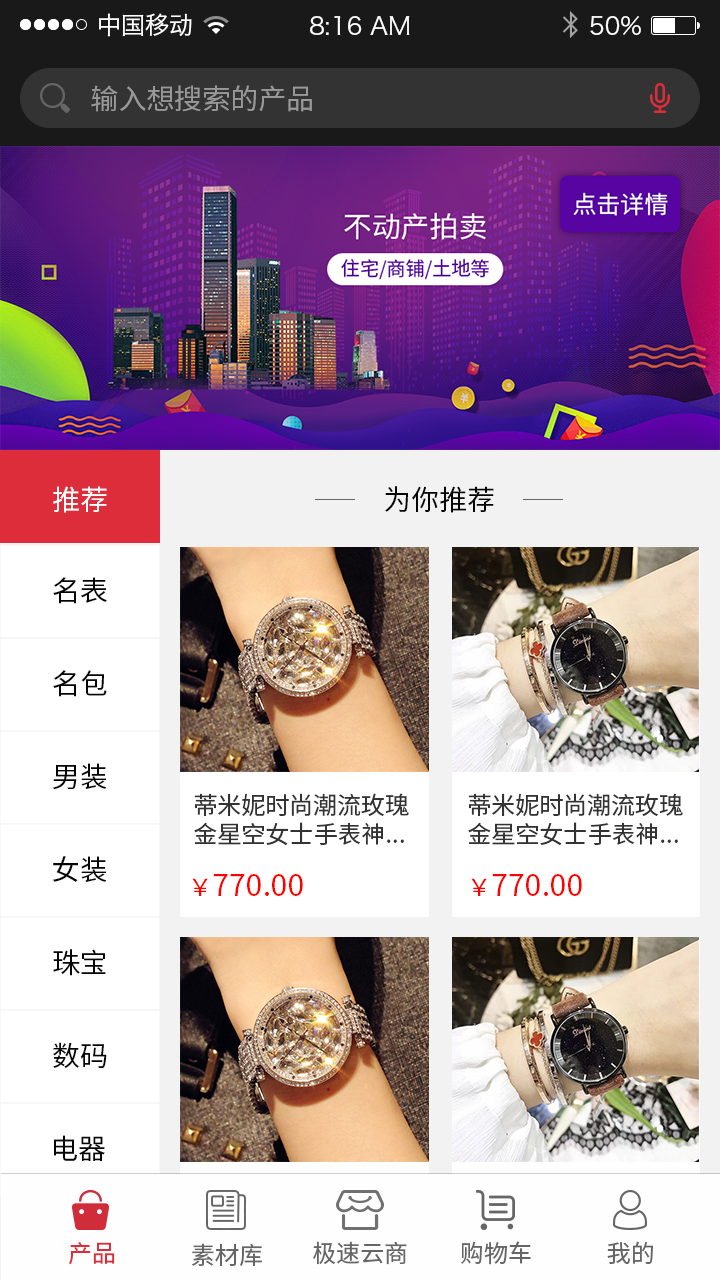 中国移动
8:16 AM
50%
输入想搜索的产品
点击详情
不动产拍卖
住宅/商铺/土地等
推荐
为你推荐
名表
名包
男装
女装
珠宝
数码
电器
蒂米妮时尚潮流玫瑰
金星空女士手表神...
¥770.00
蒂米妮时尚潮流玫瑰
金星空女士手表神...
¥770.00
产品
素材库
极速云商
购物车
我的